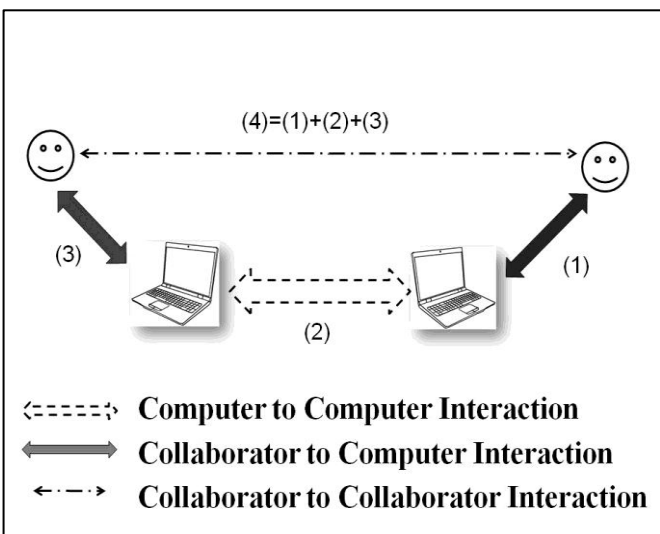 (4)=(1)+(2)+(3)
(3)
(1)
(2)
Computer to Computer Interaction
Collaborator to Computer Interaction
Collaborator to Collaborator Interaction